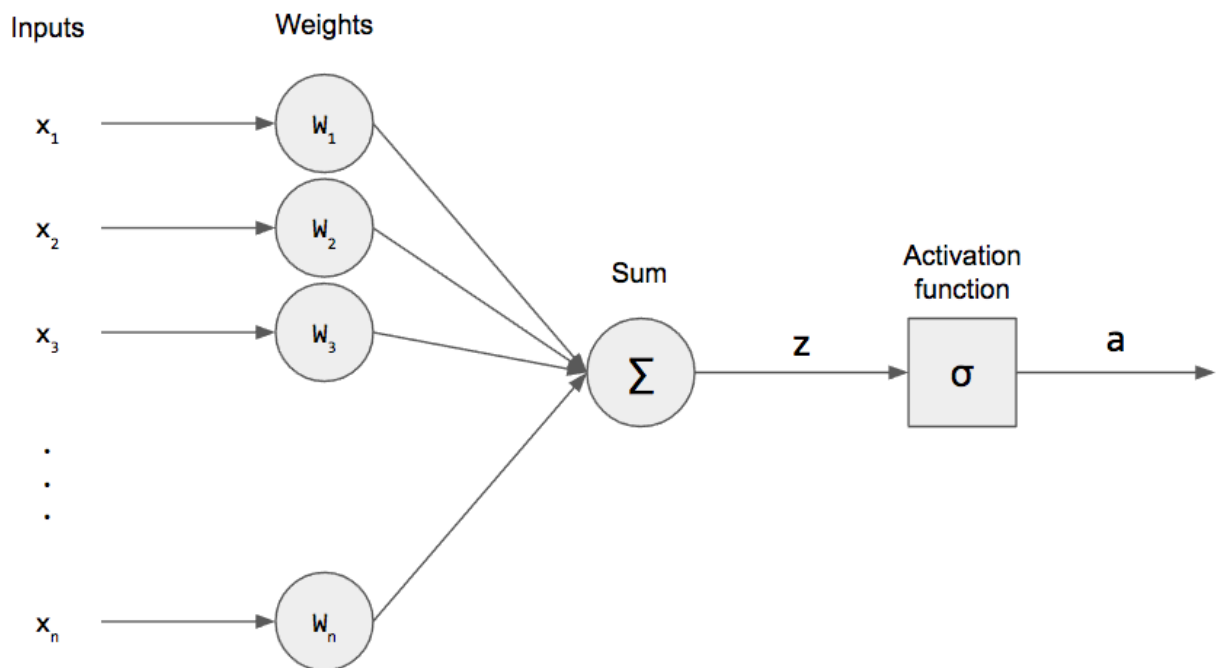 Inputs
Weights
x₁
W₁
x₂
W₂
x₃
W₃
.
.
.
xₙ
Wₙ
Sum
Σ
z
Activation
function
σ
a